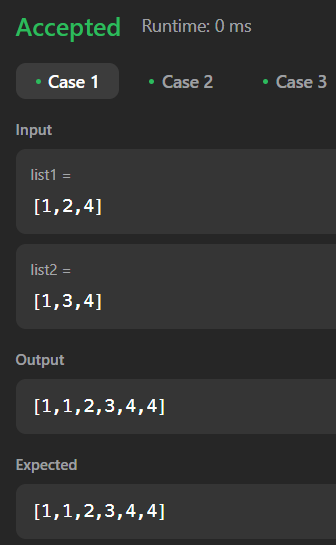 Accepted Runtime: 0 ms
• Case 1 • Case 2 • Case 3
Input
list1 =
[1,2,4]
list2 =
[1,3,4]
Output
[1,1,2,3,4,4]
Expected
[1,1,2,3,4,4]